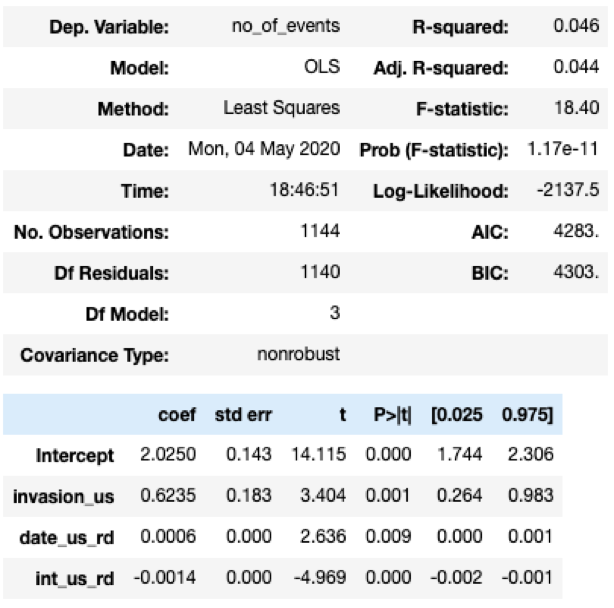 Dep. Variable: no_of_events R-squared: 0.046
Model: OLS Adj. R-squared: 0.044
Method: Least Squares F-statistic: 18.40
Date: Mon, 04 May 2020 Prob (F-statistic): 1.17e-11
Time: 18:46:51 Log-Likelihood: -2137.5
No. Observations: 1144 AIC: 4283.
Df Residuals: 1140 BIC: 4303.
Df Model: 3
Covariance Type: nonrobust
coef std err t P>|t| [0.025 0.975]
Intercept 2.0250 0.143 14.115 0.000 1.744 2.306
invasion_us 0.6235 0.183 3.404 0.001 0.264 0.983
date_us_rd 0.0006 0.000 2.636 0.009 0.000 0.001
int_us_rd -0.0014 0.000 -4.969 0.000 -0.002 -0.001